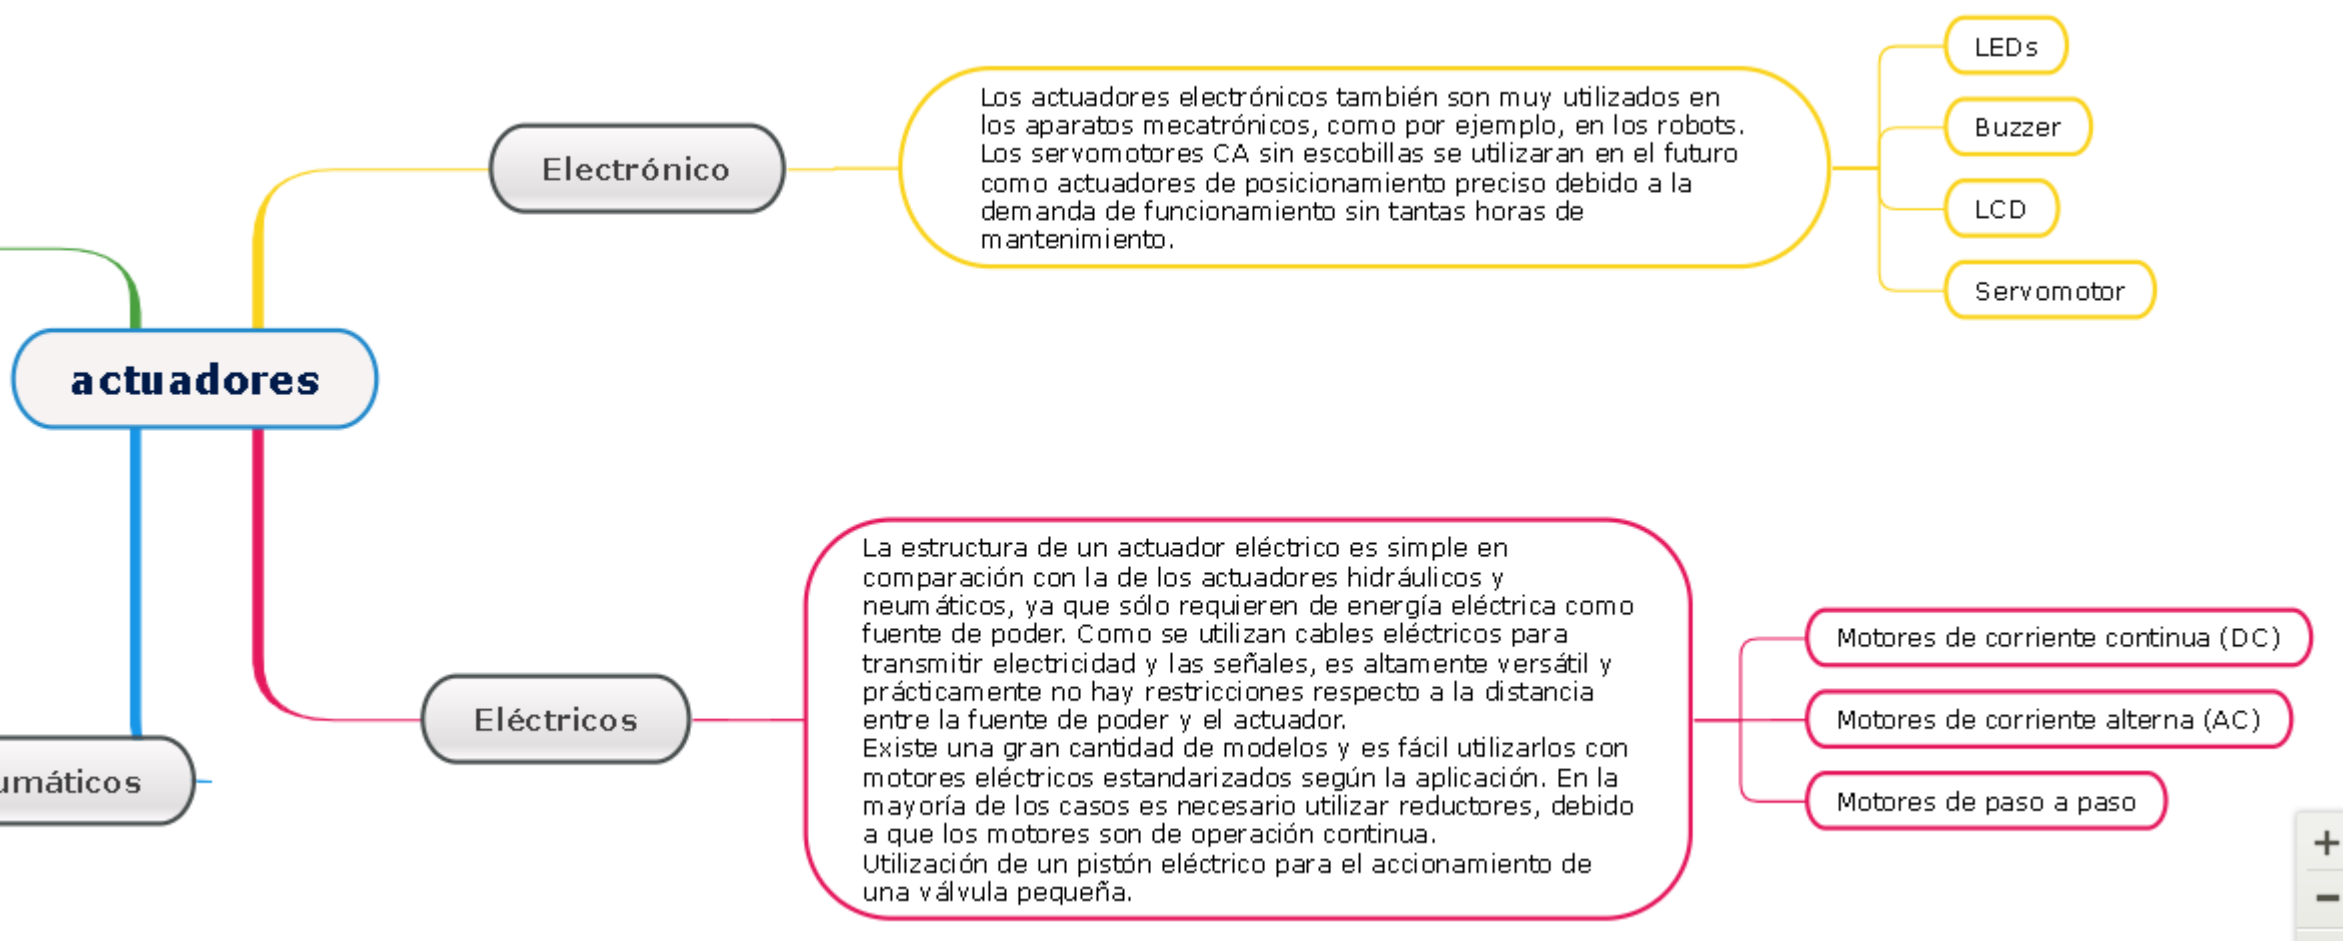 LEDs
Buzzer
LCD
Servomotor
Electrónico
Los actuadores electrónicos también son muy utilizados en
los aparatos mecatrónicos, como por ejemplo, en los robots.
Los servomotores CA sin escobillas se utilizaran en el futuro
como actuadores de posicionamiento preciso debido a la
demanda de funcionamiento sin tantas horas de
mantenimiento.
actuadores
Eléctricos
La estructura de un actuador eléctrico es simple en
comparación con la de los actuadores hidráulicos y
neumáticos, ya que sólo requieren de energía eléctrica como
fuente de poder. Como se utilizan cables eléctricos para
transmitir electricidad y las señales, es altamente versátil y
prácticamente no hay restricciones respecto a la distancia
entre la fuente de poder y el actuador.
Existe una gran cantidad de modelos y es fácil utilizarlos con
motores eléctricos estandarizados según la aplicación. En la
mayoría de los casos es necesario utilizar reductores, debido
a que los motores son de operación continua.
Utilización de un pistón eléctrico para el accionamiento de
una válvula pequeña.
Motores de corriente continua (DC)
Motores de corriente alterna (AC)
Motores de paso a paso
umáticos
+
−